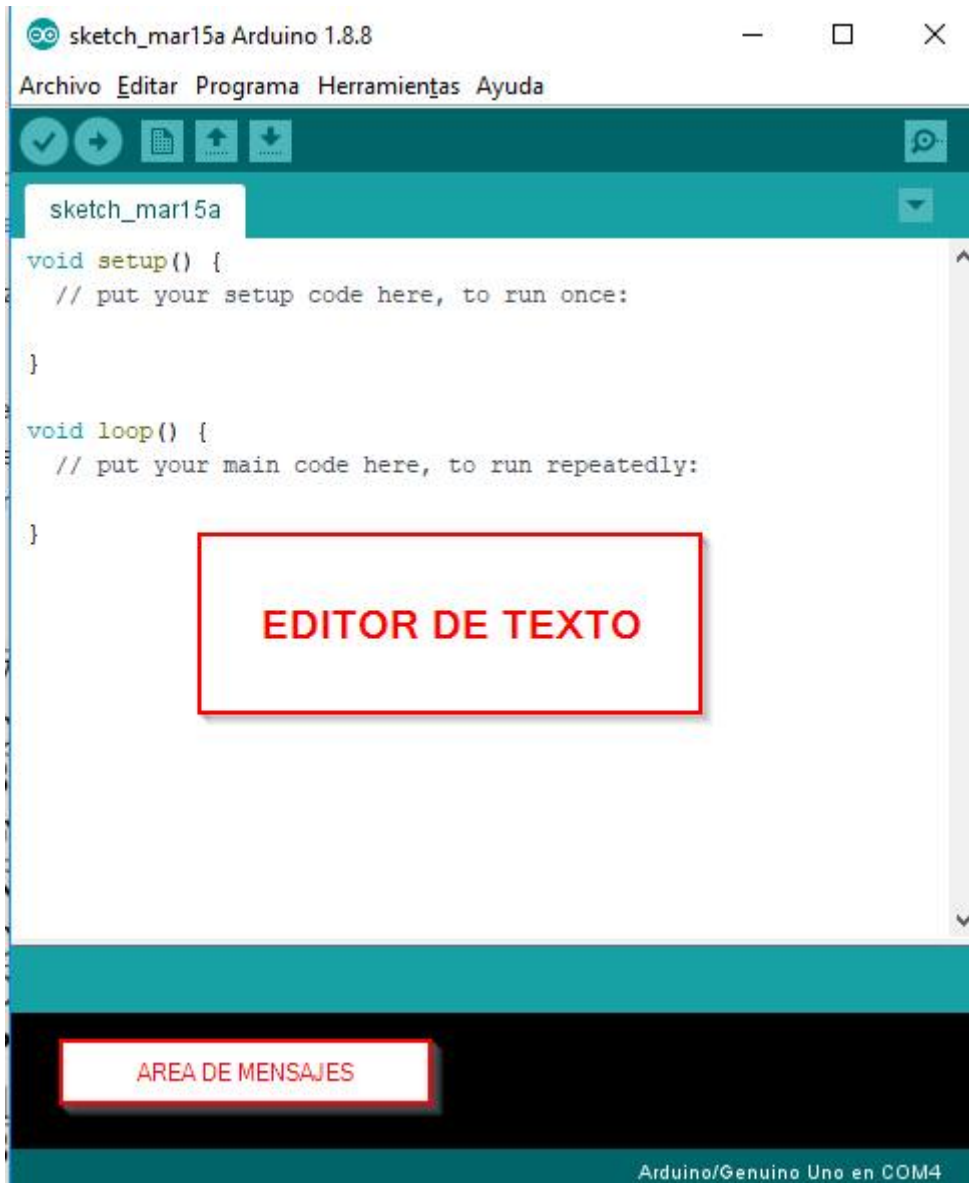 sketch_mar15a Arduino 1.8.8
Archivo Editar Programa Herramientas Ayuda
sketch_mar15a
void setup() {
  // put your setup code here, to run once:
}
void loop() {
  // put your main code here, to run repeatedly:
}
EDITOR DE TEXTO
AREA DE MENSAJES
Arduino/Genuino Uno en COM4